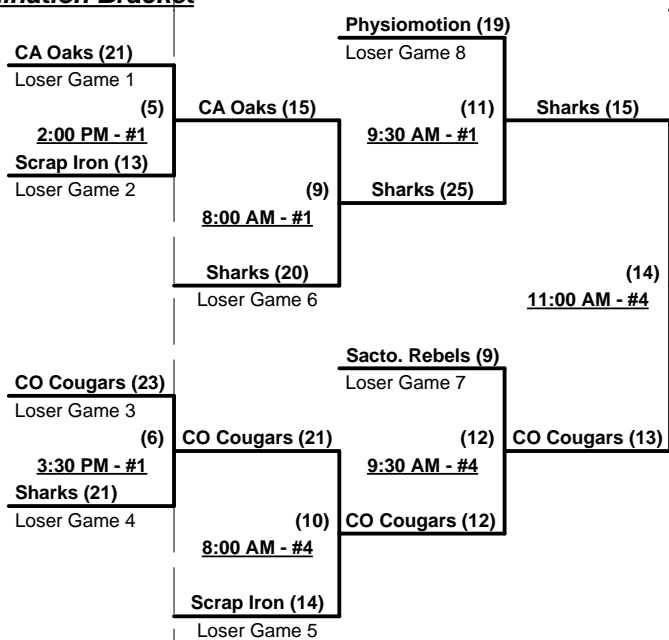 mination Bracket
Physiomotion (19)
CA Oaks (21)
Loser Game 8
Loser Game 1
(5)
CA Oaks (15)
(11)
Sharks (15)
2:00 PM - #1
9:30 AM - #1
Scrap Iron (13)
Loser Game 2
(9)
Sharks (25)
8:00 AM - #1
Sharks (20)
(14)
Loser Game 6
11:00 AM - #4
Sacto. Rebels (9)
CO Cougars (23)
Loser Game 7
Loser Game 3
(6)
CO Cougars (21)
(12)
CO Cougars (13)
3:30 PM - #1
9:30 AM - #4
Sharks (21)
Loser Game 4
(10)
CO Cougars (12)
8:00 AM - #4
Scrap Iron (14)
Loser Game 5